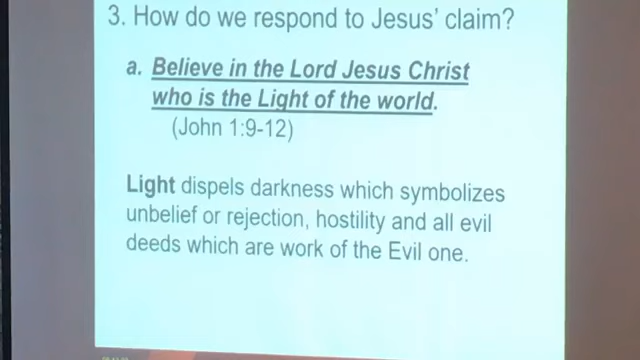 3. How do we respond to Jesus' claim?
a. Believe in the Lord Jesus Christ
who is the Light of the world.
(John 1:9-12)
Light dispels darkness which symbolizes
unbelief or rejection, hostility and all evil
deeds which are work of the Evil one.